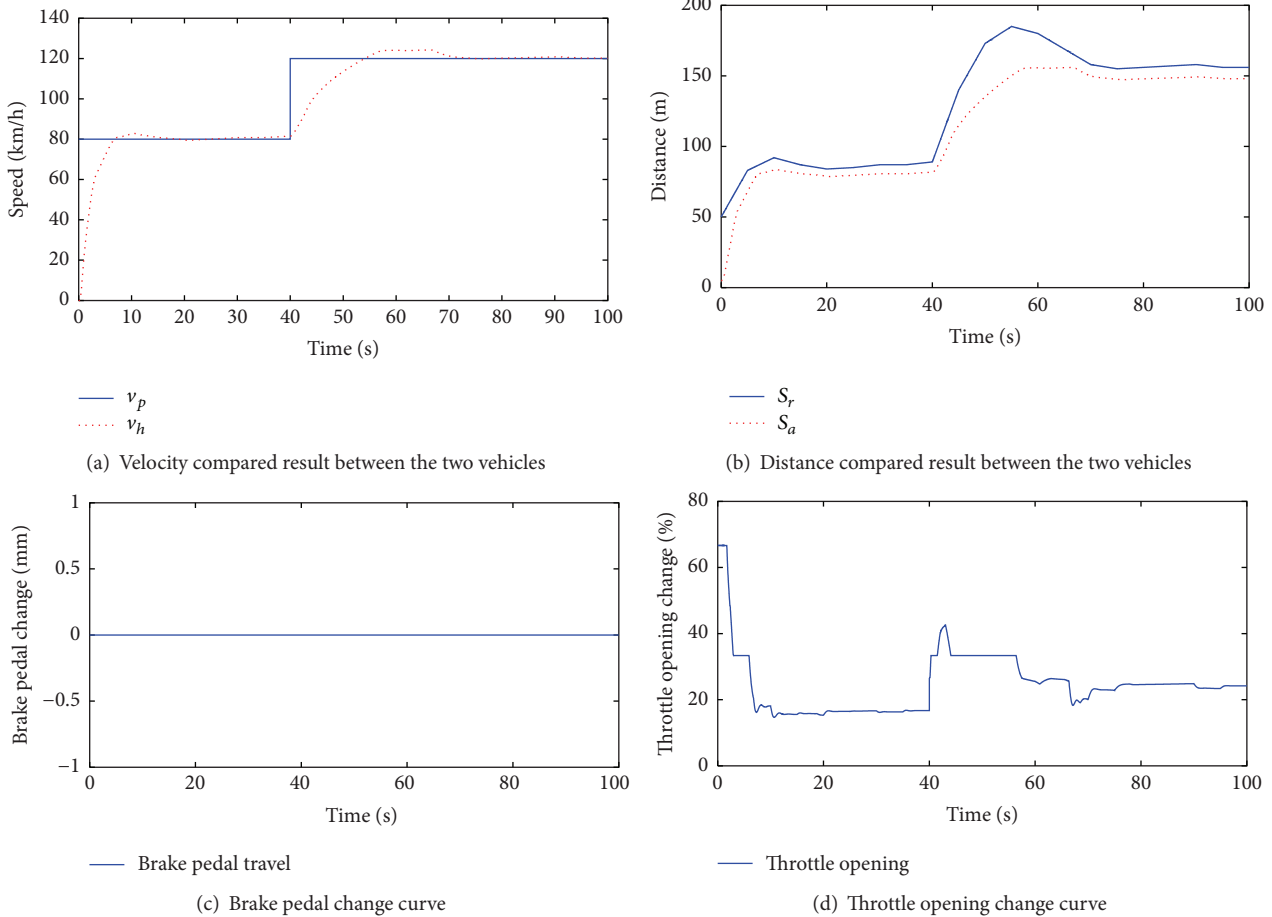 140
120
100
80
60
40
20
0
Speed (km/h)
0 10 20 30 40 50 60 70 80 90 100
Time (s)
v_p
v_h
(a) Velocity compared result between the two vehicles
200
150
100
50
0
Distance (m)
0 20 40 60 80 100
Time (s)
S_r
S_a
(b) Distance compared result between the two vehicles
1
0.5
0
−0.5
−1
Brake pedal change (mm)
0 20 40 60 80 100
Time (s)
Brake pedal travel
(c) Brake pedal change curve
80
60
40
20
0
Throttle opening change (%)
0 20 40 60 80 100
Time (s)
Throttle opening
(d) Throttle opening change curve